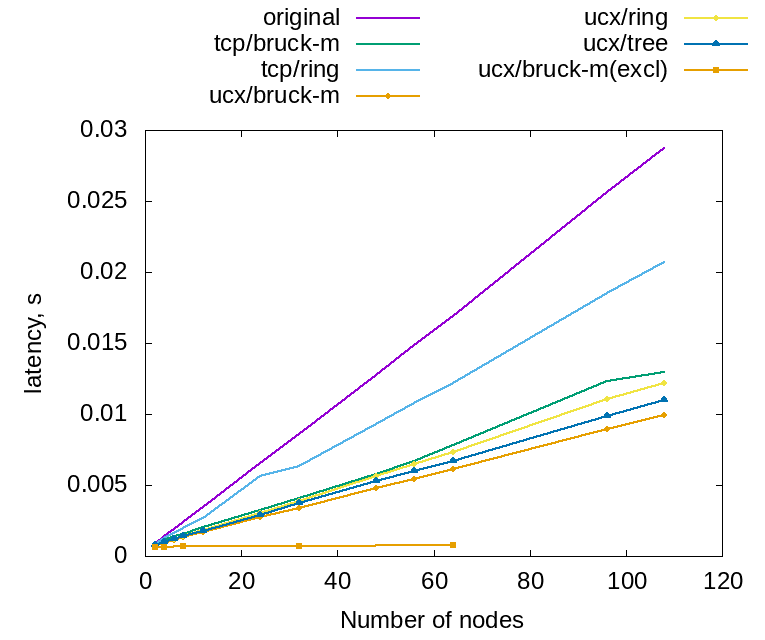 original
tcp/bruck-m
tcp/ring
ucx/bruck-m
ucx/ring
ucx/tree
ucx/bruck-m(excl)
0.03
0.025
0.02
0.015
0.01
0.005
0
latency, s
0 20 40 60 80 100 120
Number of nodes